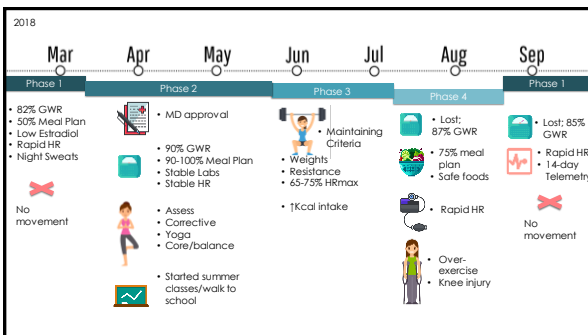 2018
Mar Apr May Jun Jul Aug Sep
Phase 1
Phase 2
Phase 3
Phase 4
Phase 1
• 82% GWR
• 50% Meal Plan
• Low Estradiol
• Rapid HR
• Night Sweats
No
movement
• MD approval
• 90% GWR
• 90-100% Meal Plan
• Stable Labs
• Stable HR
• Assess
• Corrective
• Yoga
• Core/balance
• Started summer
classes/walk to
school
• Maintaining
Criteria
• Weights
• Resistance
• 65-75% HRmax
• ↑Kcal intake
• Lost;
87% GWR
• 75% meal
plan
• Safe foods
• Rapid HR
• Over-
exercise
• Knee injury
• Lost; 85%
GWR
• Rapid HR
• 14-day
Telemetry
No
movement